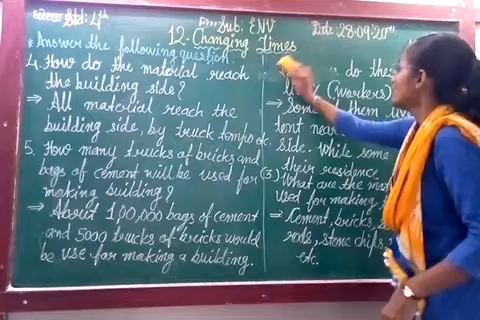 Std: 4th
Sub: ENV
Date 28.09.20
12. Changing Times
* Answer the following question.
4. How do the material reach
the building side?
⇒ All material reach the
building side, by truck tempo etc.
5. How many trucks of bricks and
bags of cement will be used for
making building?
⇒ About 1,00,000 bags of cement
and 5000 trucks of bricks would
be use for making a building.
do thes
(workers)
⇒ Some them live
tent near
side. While some
their residence
(3) What are the mat
used for making
⇒ Cement, bricks, s
rods, stone chips,
etc.